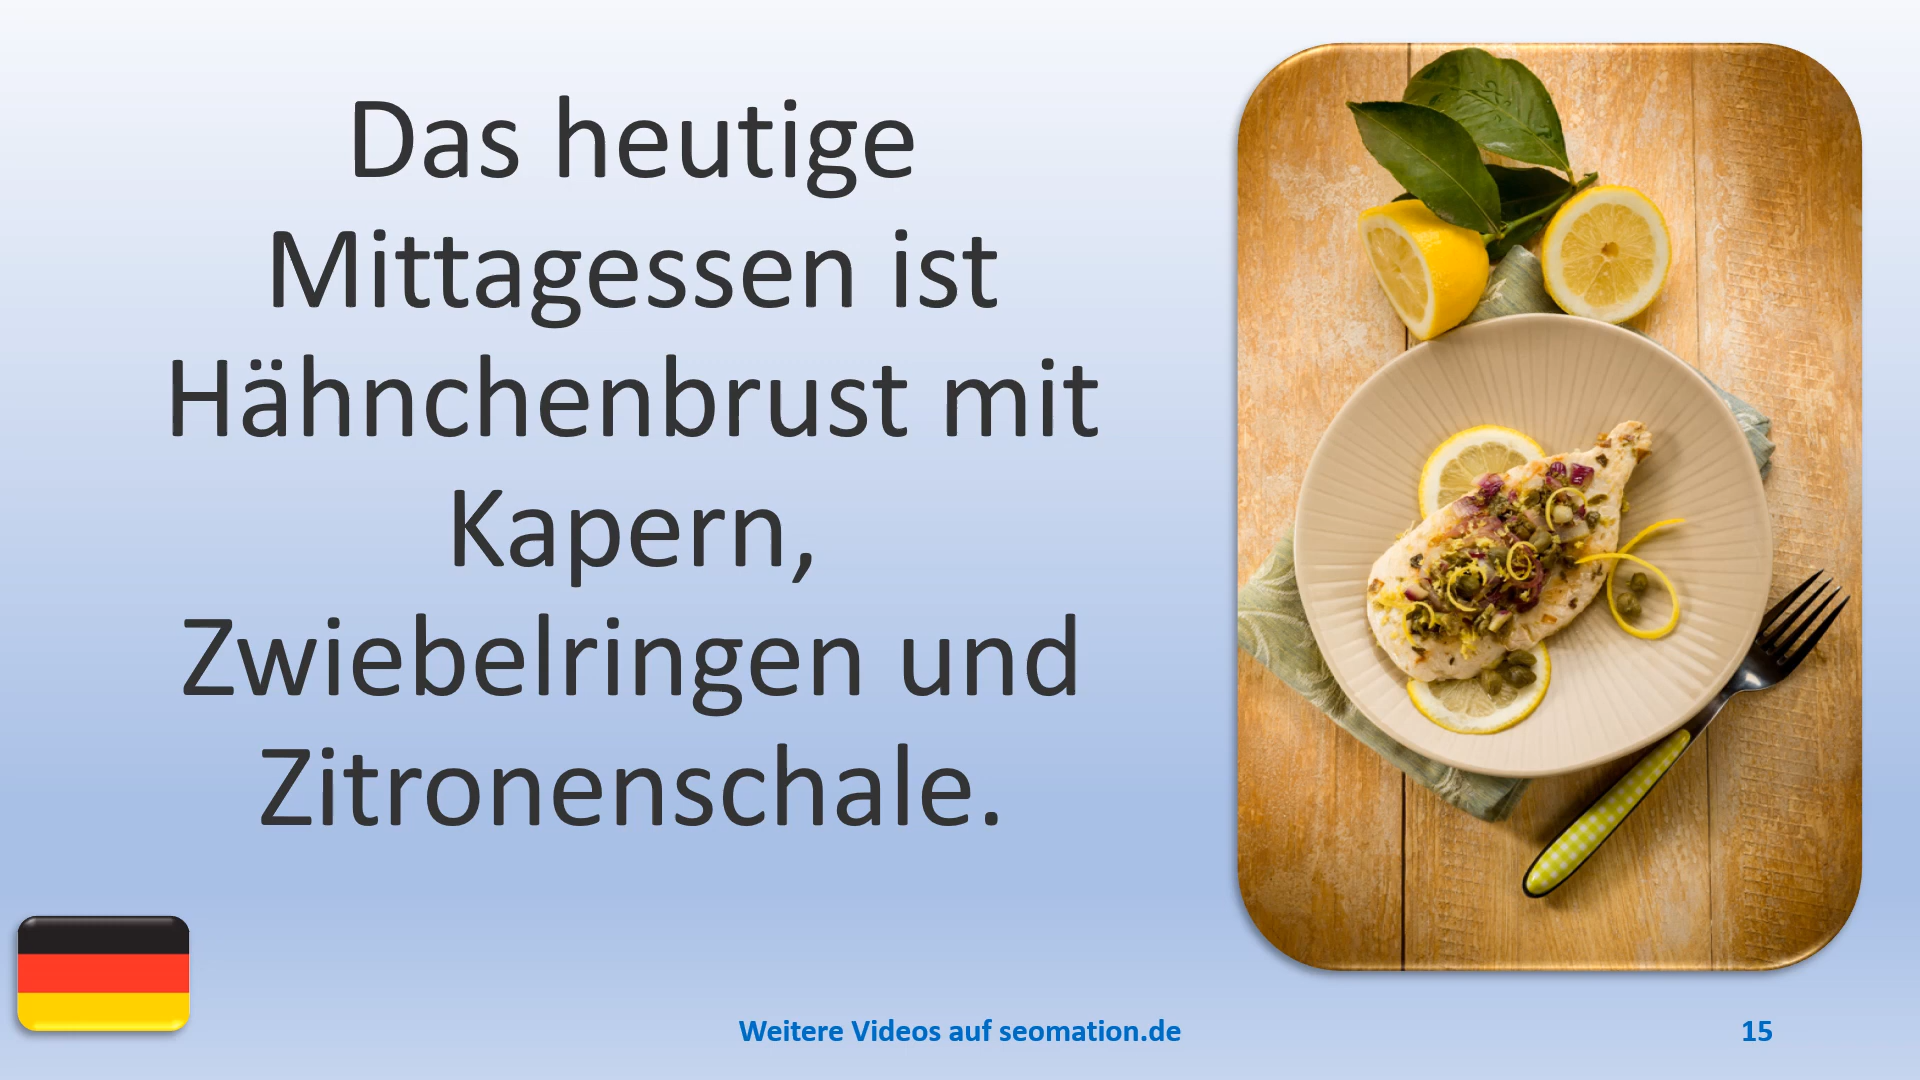 Das heutige
Mittagessen ist
Hähnchenbrust mit
Kapern,
Zwiebelringen und
Zitronenschale.
Weitere Videos auf seomation.de
15